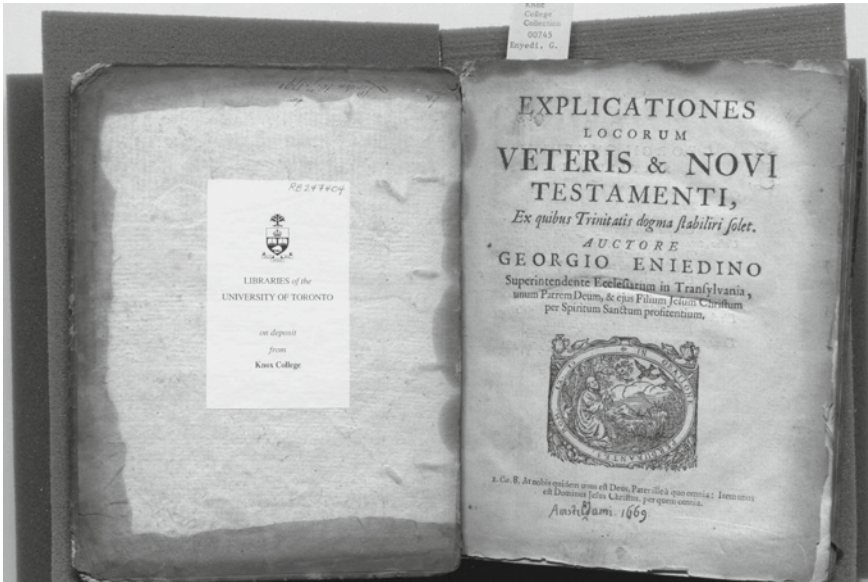 Knox
College
Collection
00745
Enyedi, G.
RB247404
LIBRARIES of the
UNIVERSITY OF TORONTO
on deposit
from
Knox College
EXPLICATIONES
LOCORUM
VETERIS & NOVI
TESTAMENTI,
Ex quibus Trinitatis dogma ſtabiliri ſolet.
AUCTORE
GEORGIO ENIEDINO
Superintendente Eccleſiarum in Tranſylvania,
unum Patrem Deum, & ejus Filium Jeſum Chriſtum
per Spiritum Sanctum profitentium.
IN
1. Co. 8. At nobis quidem unus eſt Deus, Pater ille à quo omnia: Item unus
eſt Dominus Jeſus Chriſtus, per quem omnia.
1669